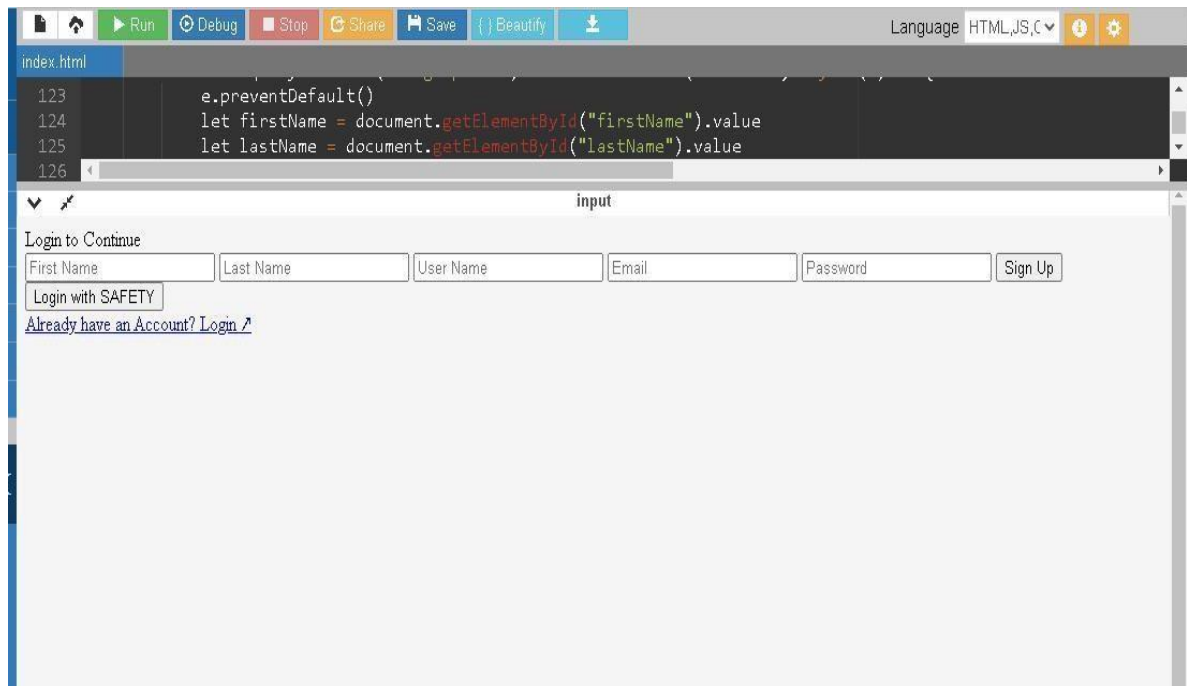 Run Debug Stop Share Save { } Beautify Language HTML,JS,C
index.html
123 e.preventDefault()
124 let firstName = document.getElementById("firstName").value
125 let lastName = document.getElementById("lastName").value
126
input
Login to Continue
First Name Last Name User Name Email Password Sign Up
Login with SAFETY
Already have an Account? Login ↗